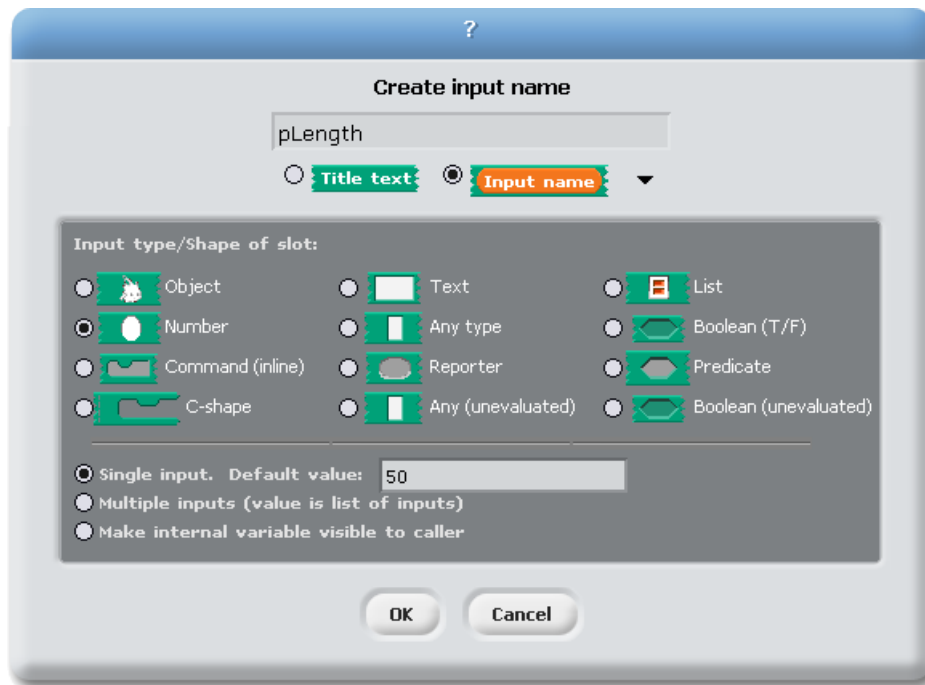 ?
Create input name
pLength
Title text Input name
Input type/Shape of slot:
Object Text List
Number Any type Boolean (T/F)
Command (inline) Reporter Predicate
C-shape Any (unevaluated) Boolean (unevaluated)
Single input. Default value: 50
Multiple inputs (value is list of inputs)
Make internal variable visible to caller
OK Cancel